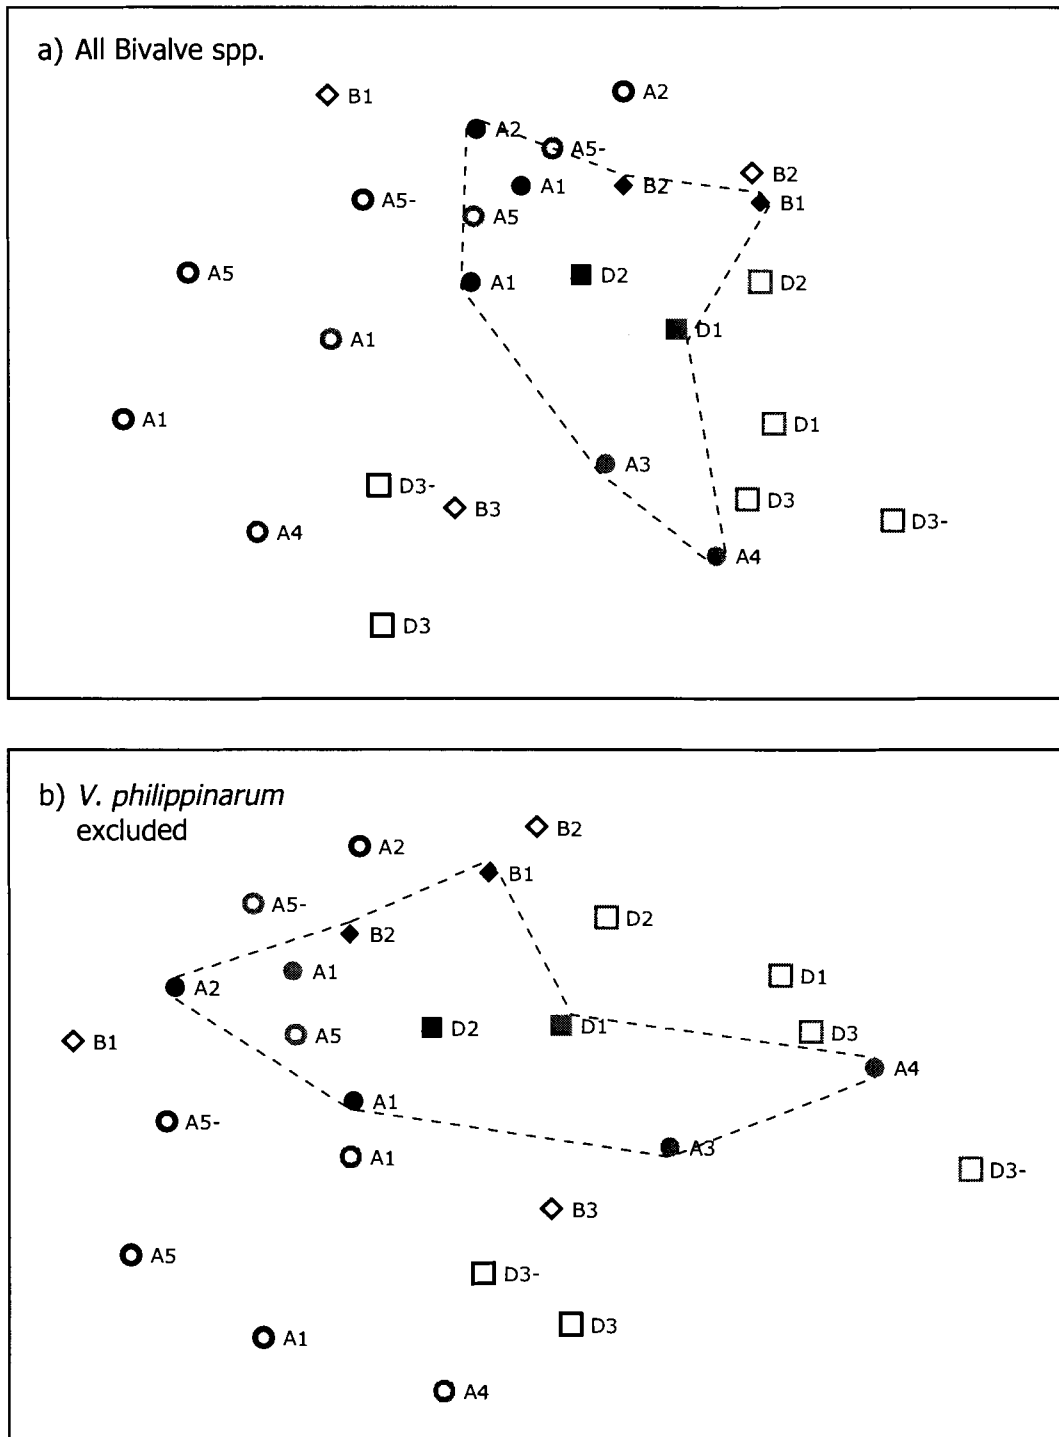 a) All Bivalve spp.
B1
A2
A2
A5-
B2
A1
B2
A5-
B1
A5
A5
D2
D2
A1
D1
A1
A1
D1
A3
D3-
D3
B3
D3-
A4
A4
D3
b) V. philippinarum
excluded
B2
A2
B1
A5-
D2
B2
A1
D1
A2
D2
D1
D3
A5
B1
A4
A1
A5-
A3
A1
D3-
B3
A5
D3-
D3
A1
A4